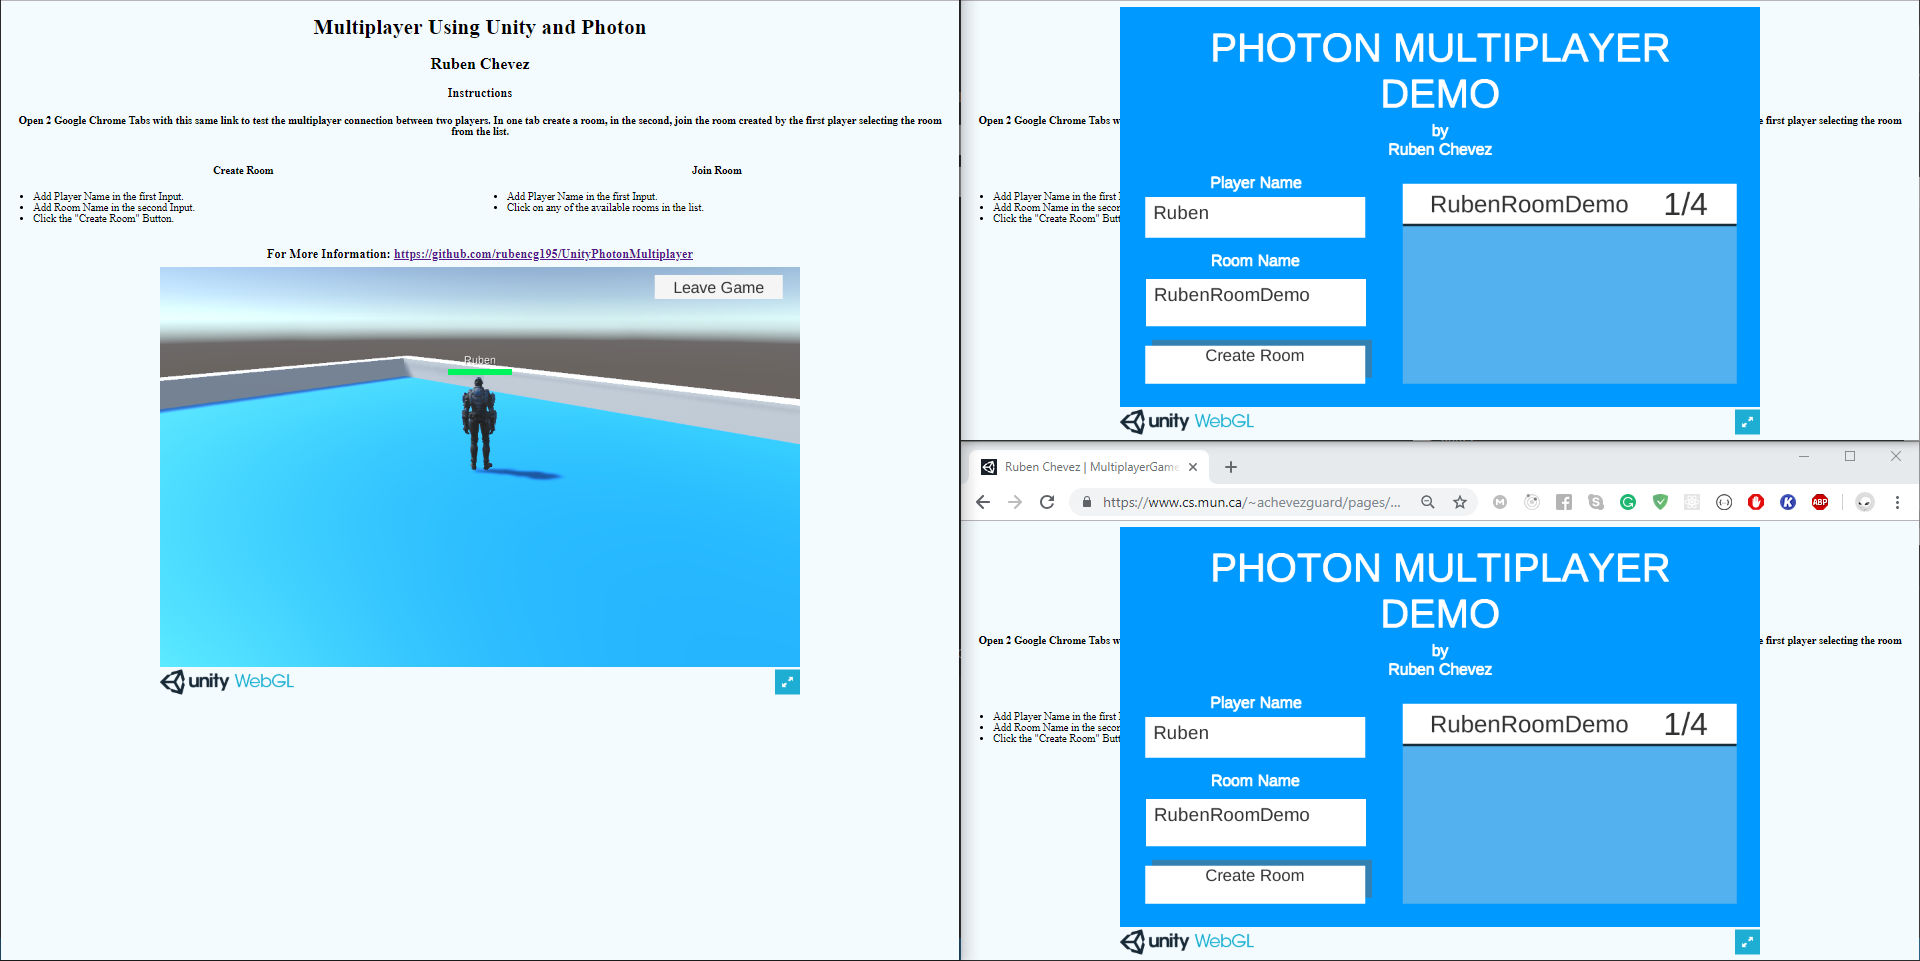 Multiplayer Using Unity and Photon
Ruben Chevez
Instructions
Open 2 Google Chrome Tabs with this same link to test the multiplayer connection between two players. In one tab create a room, in the second, join the room created by the first player selecting the room
from the list.
Create Room
Add Player Name in the first Input.
Add Room Name in the second Input.
Click the "Create Room" Button.
Join Room
Add Player Name in the first Input.
Click on any of the available rooms in the list.
For More Information: https://github.com/rubencg195/UnityPhotonMultiplayer
Leave Game
Ruben
unity WebGL
PHOTON MULTIPLAYER
DEMO
by
Ruben Chevez
Open 2 Google Chrome Tabs w
e first player selecting the room
Add Player Name in the first
Add Room Name in the secon
Click the "Create Room" Butt
Player Name
Ruben
Room Name
RubenRoomDemo
Create Room
RubenRoomDemo 1/4
unity WebGL
Ruben Chevez | MultiplayerGame
https://www.cs.mun.ca/~achevezguard/pages/...
M
S
G
K
ABP
PHOTON MULTIPLAYER
DEMO
by
Ruben Chevez
Open 2 Google Chrome Tabs w
e first player selecting the room
Add Player Name in the first
Add Room Name in the secon
Click the "Create Room" Butt
Player Name
Ruben
Room Name
RubenRoomDemo
Create Room
RubenRoomDemo 1/4
unity WebGL